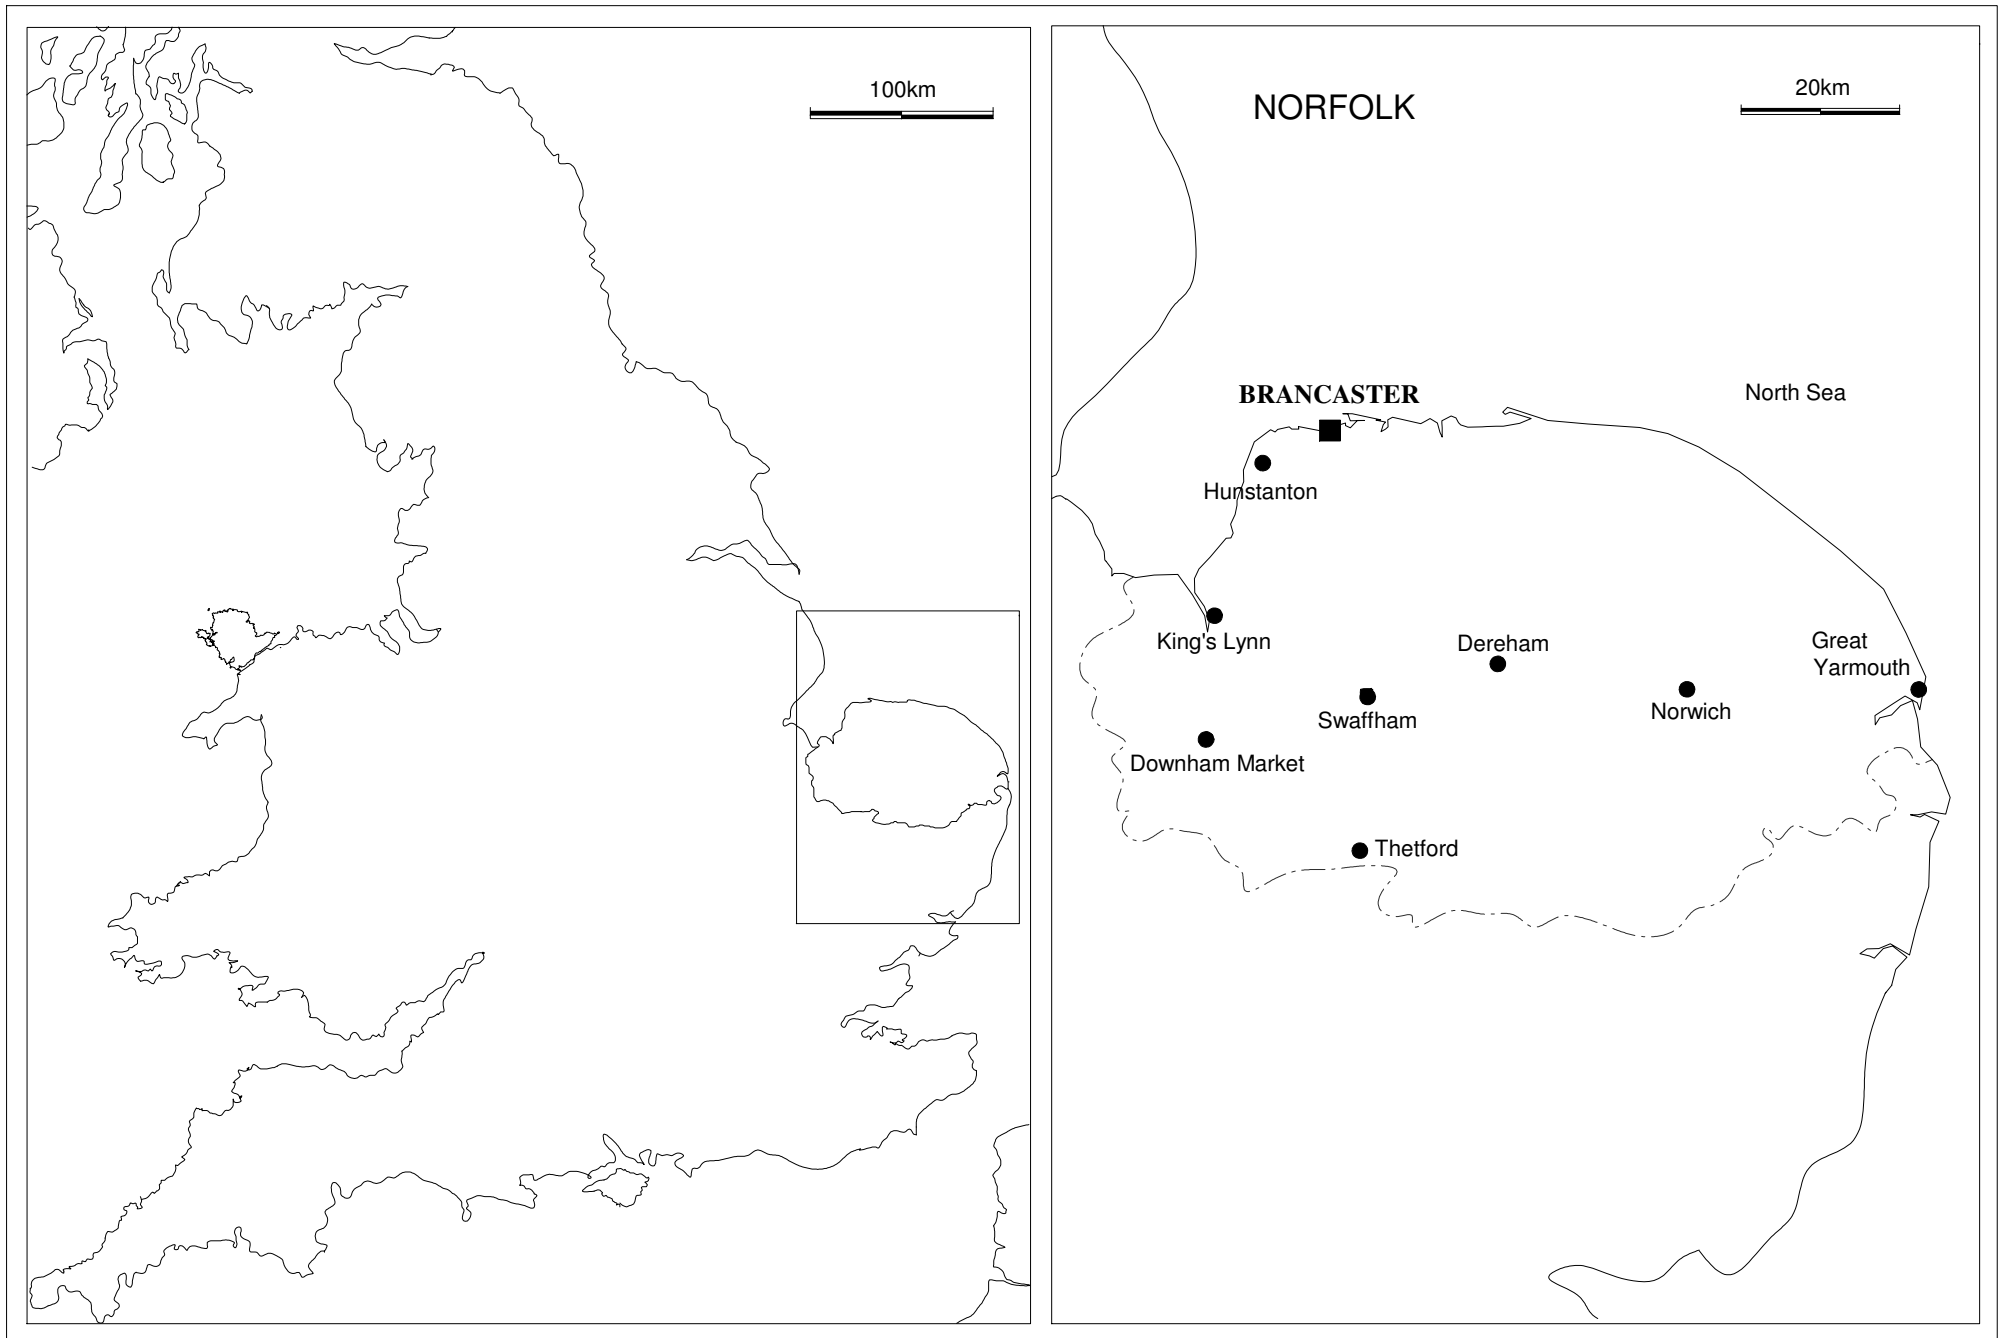 100km
NORFOLK
20km
BRANCASTER
North Sea
Hunstanton
King's Lynn
Dereham
Great
Yarmouth
Swaffham
Norwich
Downham Market
Thetford